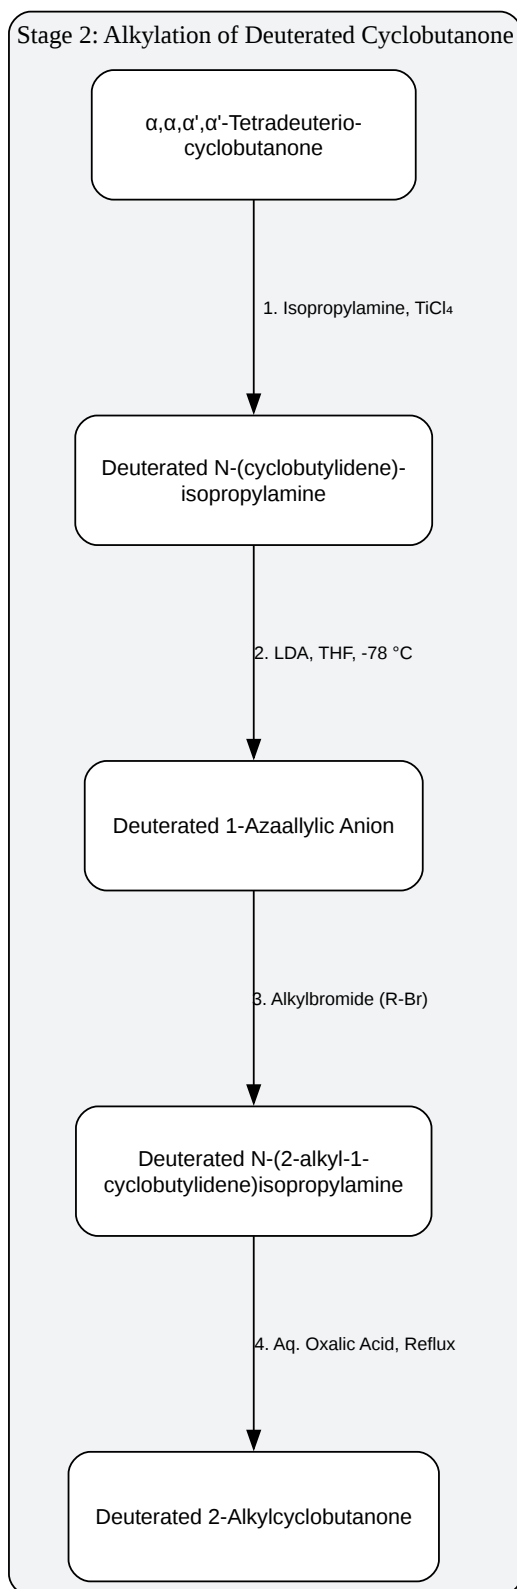 Stage 2: Alkylation of Deuterated Cyclobutanone
α,α,α',α'-Tetradeuterio-
cyclobutanone
1. Isopropylamine, TiCl₄
Deuterated N-(cyclobutylidene)-
isopropylamine
2. LDA, THF, -78 °C
Deuterated 1-Azaallylic Anion
3. Alkylbromide (R-Br)
Deuterated N-(2-alkyl-1-
cyclobutylidene)isopropylamine
4. Aq. Oxalic Acid, Reflux
Deuterated 2-Alkylcyclobutanone